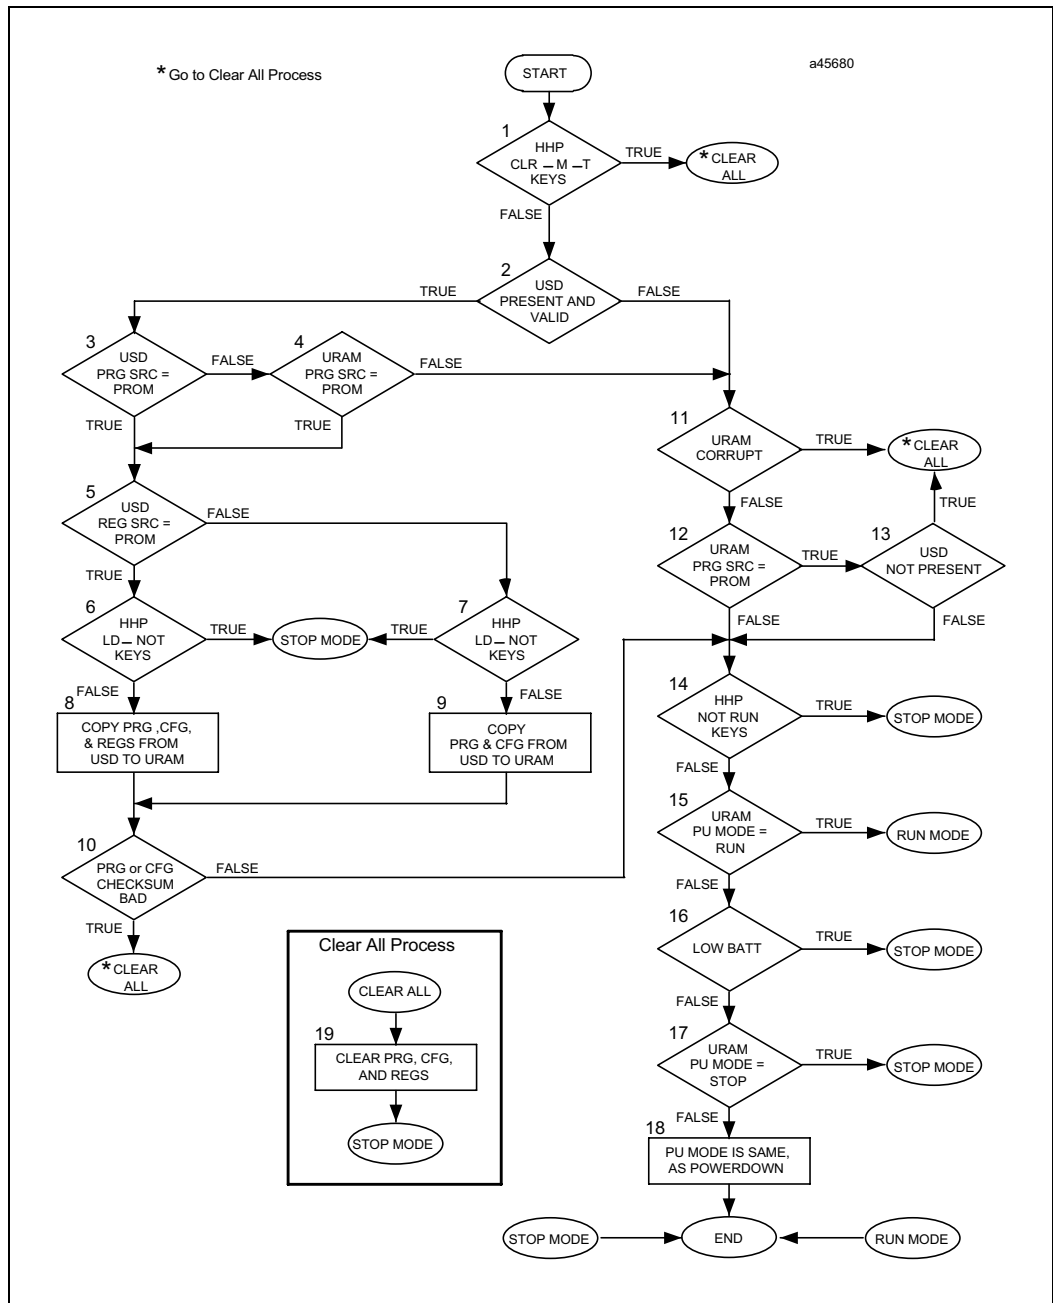 * Go to Clear All Process
START
a45680
1
HHP
CLR – M – T
KEYS
TRUE
* CLEAR
ALL
FALSE
2
USD
PRESENT AND
VALID
TRUE
FALSE
3
USD
PRG SRC =
PROM
FALSE
4
URAM
PRG SRC =
PROM
FALSE
TRUE
TRUE
11
URAM
CORRUPT
TRUE
* CLEAR
ALL
FALSE
TRUE
5
USD
REG SRC =
PROM
FALSE
TRUE
12
URAM
PRG SRC =
PROM
TRUE
13
USD
NOT PRESENT
FALSE
FALSE
6
HHP
LD – NOT
KEYS
TRUE
STOP MODE
TRUE
7
HHP
LD – NOT
KEYS
FALSE
FALSE
8
COPY PRG ,CFG,
& REGS FROM
USD TO URAM
9
COPY
PRG & CFG FROM
USD TO URAM
14
HHP
NOT RUN
KEYS
TRUE
STOP MODE
FALSE
15
URAM
PU MODE =
RUN
TRUE
RUN MODE
FALSE
10
PRG or CFG
CHECKSUM
BAD
FALSE
TRUE
* CLEAR
ALL
16
LOW BATT
TRUE
STOP MODE
FALSE
17
URAM
PU MODE =
STOP
TRUE
STOP MODE
FALSE
18
PU MODE IS SAME,
AS POWERDOWN
Clear All Process
CLEAR ALL
19
CLEAR PRG, CFG,
AND REGS
STOP MODE
STOP MODE
END
RUN MODE